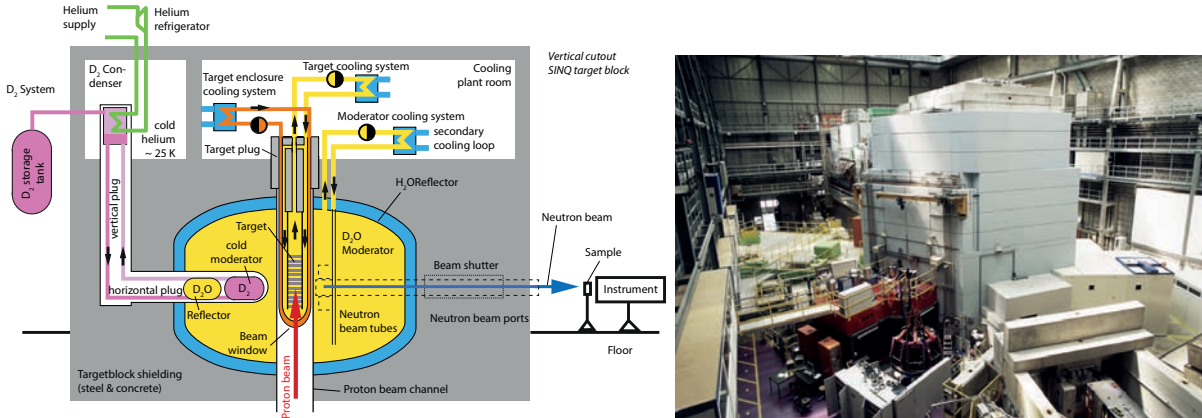 Helium
supply
Helium
refrigerator
D2 System
D2 Con-
denser
cold
helium
~ 25 K
D2 storage
tank
vertical plug
Target enclosure
cooling system
Target cooling system
Cooling
plant room
Moderator cooling system
secondary
cooling loop
Target plug
Vertical cutout
SINQ target block
H2OReflector
Target
cold
moderator
D2O
Moderator
horizontal plug
D2O
D2
Reflector
Neutron beam
Beam shutter
Sample
Instrument
Neutron
beam tubes
Neutron beam ports
Floor
Beam
window
Targetblock shielding
(steel & concrete)
Proton beam
Proton beam channel